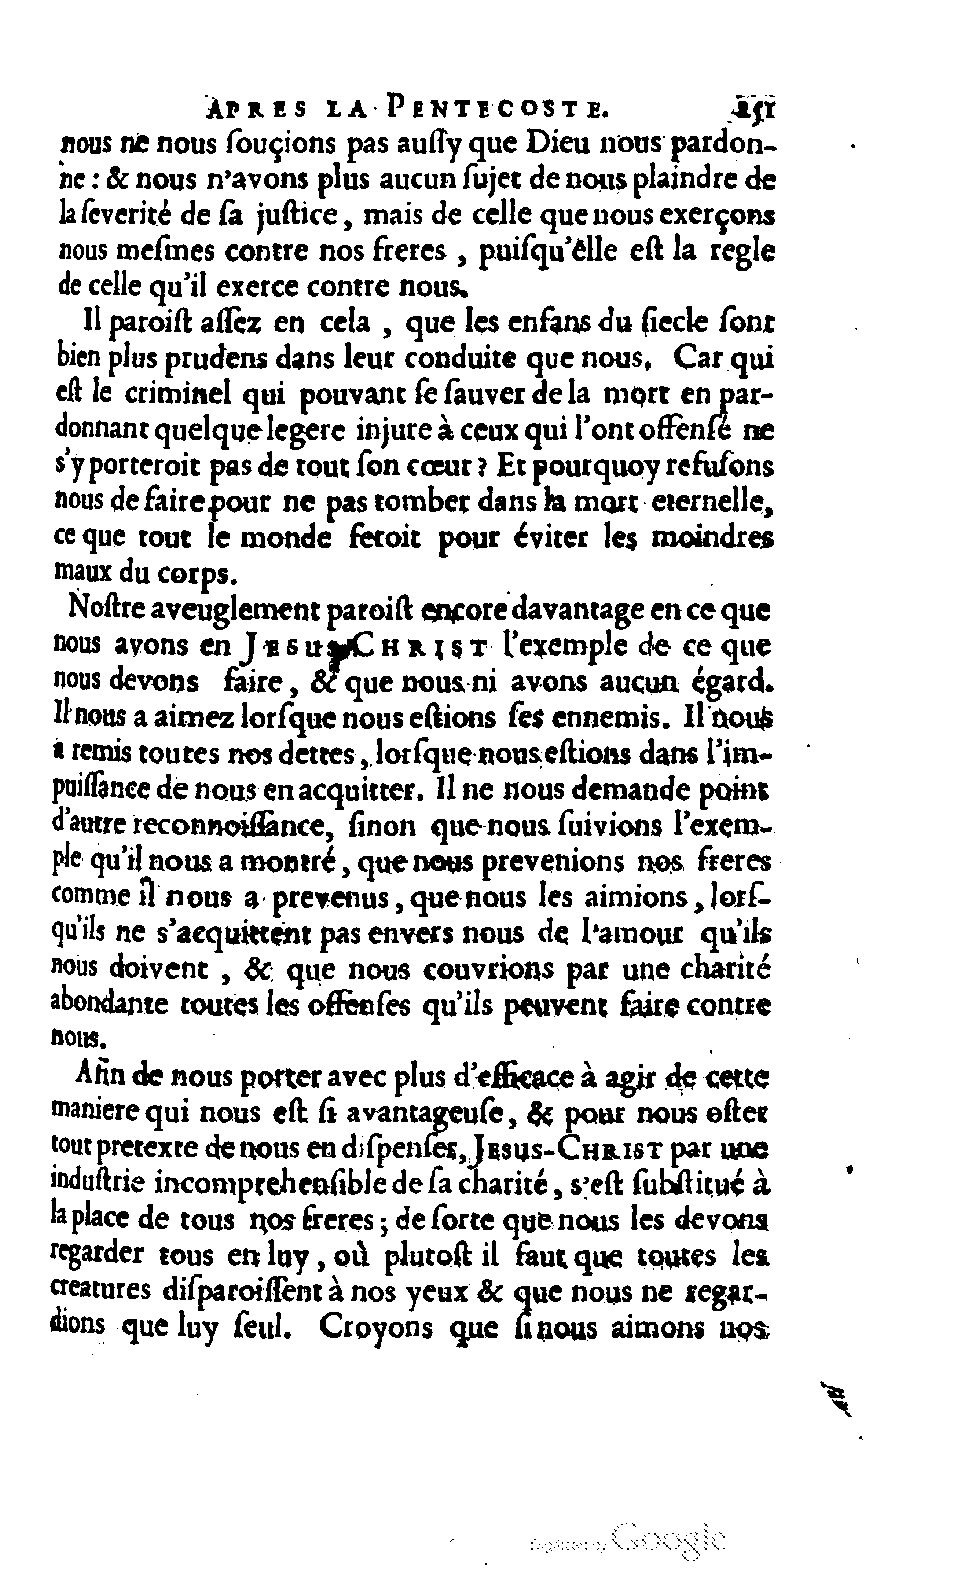 APRES LA PENTECOSTE. 251
nous ne nous ſouçions pas auſſy que Dieu nous pardon-
ne : & nous n'avons plus aucun ſujet de nous plaindre de
la ſeverité de ſa juſtice, mais de celle que nous exerçons
nous meſmes contre nos freres , puiſqu'élle eſt la regle
de celle qu'il exerce contre nous.
Il paroiſt aſſez en cela , que les enfans du ſiecle ſont
bien plus prudens dans leur conduite que nous. Car qui
eſt le criminel qui pouvant ſe ſauver de la mort en par-
donnant quelque legere injure à ceux qui l'ont offenſé ne
s'y porteroit pas de tout ſon cœur ? Et pourquoy refuſons
nous de faire pour ne pas tomber dans la mort eternelle,
ce que tout le monde feroit pour éviter les moindres
maux du corps.
Noſtre aveuglement paroiſt encore davantage en ce que
nous avons en JESUS-CHRIST l'exemple de ce que
nous devons faire, & que nous ni avons aucun égard.
Il nous a aimez lorſque nous eſtions ſes ennemis. Il nous
a remis toutes nos dettes, lorſque nous eſtions dans l'im-
puiſſance de nous en acquitter. Il ne nous demande point
d'autre reconnoiſſance, ſinon que nous ſuivions l'exem-
ple qu'il nous a montré, que nous prevenions nos freres
comme il nous a prevenus, que nous les aimions, lorſ-
qu'ils ne s'acquittent pas envers nous de l'amour qu'ils
nous doivent , & que nous couvrions par une charité
abondante toutes les offenſes qu'ils peuvent faire contre
nous.
Afin de nous porter avec plus d'efficace à agir de cette
maniere qui nous eſt ſi avantageuſe, & pour nous oſter
tout pretexte de nous en diſpenſer, JESUS-CHRIST par une
induſtrie incomprehenſible de ſa charité, s'eſt ſubſtitué à
la place de tous nos freres ; de ſorte que nous les devons
regarder tous en luy, où plutoſt il faut que toutes les
creatures diſparoiſſent à nos yeux & que nous ne regar-
dions que luy ſeul. Croyons que ſi nous aimons nos
Digitized by Google